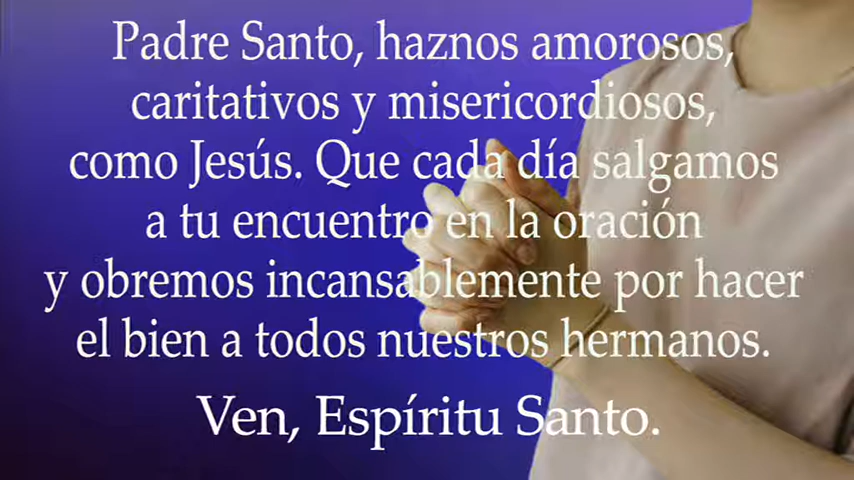 Padre Santo, haznos amorosos,
caritativos y misericordiosos,
como Jesús. Que cada día salgamos
a tu encuentro en la oración
y obremos incansablemente por hacer
el bien a todos nuestros hermanos.
Ven, Espíritu Santo.